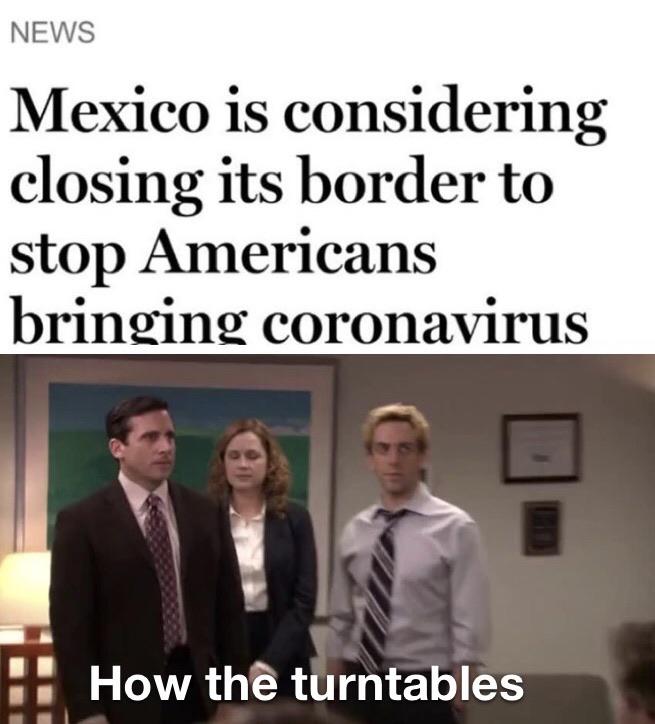 NEWS
Mexico is considering
closing its border to
stop Americans
bringing coronavirus
How the turntables